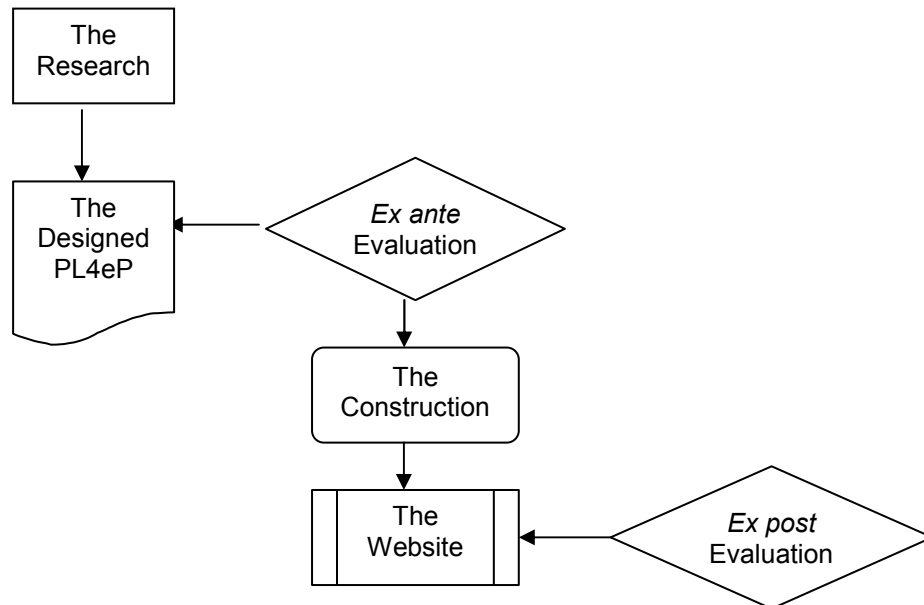 The
Research
The
Designed
PL4eP
Ex ante
Evaluation
The
Construction
The
Website
Ex post
Evaluation